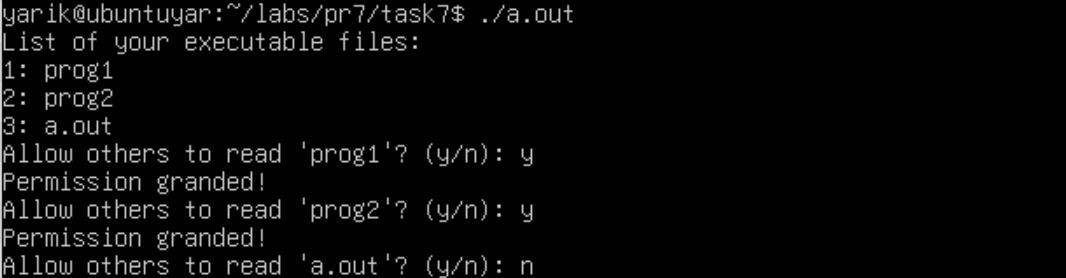 yarik@ubuntuyar:~/labs/pr7/task7$ ./a.out
List of your executable files:
1: prog1
2: prog2
3: a.out
Allow others to read 'prog1'? (y/n): y
Permission granded!
Allow others to read 'prog2'? (y/n): y
Permission granded!
Allow others to read 'a.out'? (y/n): n